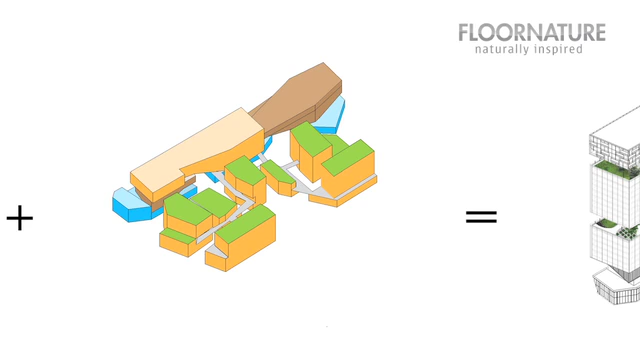 FLOORNATURE
naturally inspired
+
=